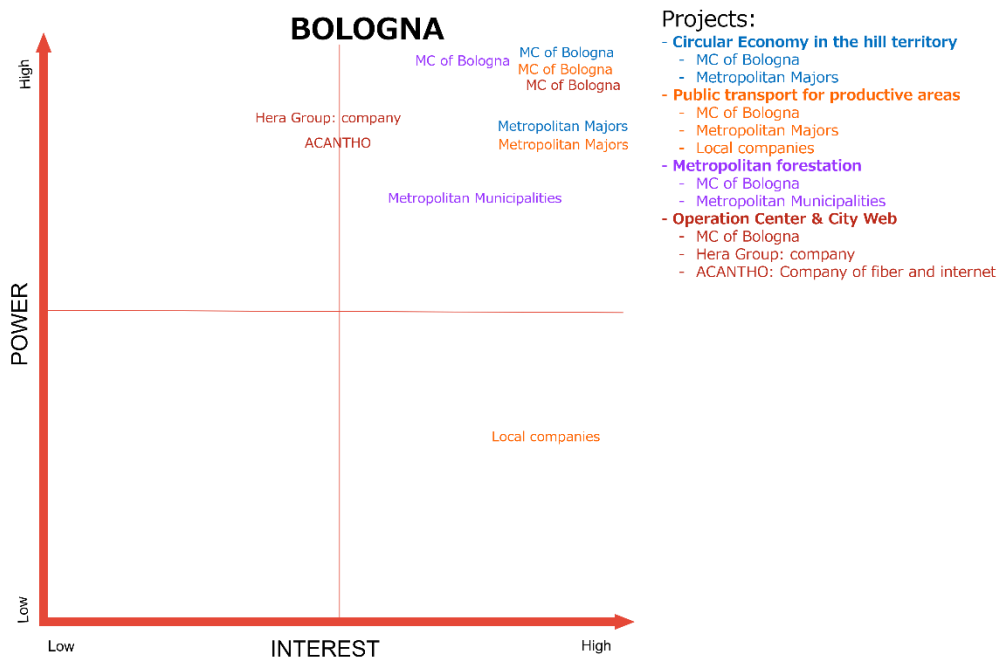 BOLOGNA
High
MC of Bologna
MC of Bologna
MC of Bologna
MC of Bologna
Hera Group: company
ACANTHO
Metropolitan Majors
Metropolitan Majors
Metropolitan Municipalities
POWER
Local companies
Low
Low
INTEREST
High
Projects:
- Circular Economy in the hill territory
- MC of Bologna
- Metropolitan Majors
- Public transport for productive areas
- MC of Bologna
- Metropolitan Majors
- Local companies
- Metropolitan forestation
- MC of Bologna
- Metropolitan Municipalities
- Operation Center & City Web
- MC of Bologna
- Hera Group: company
- ACANTHO: Company of fiber and internet